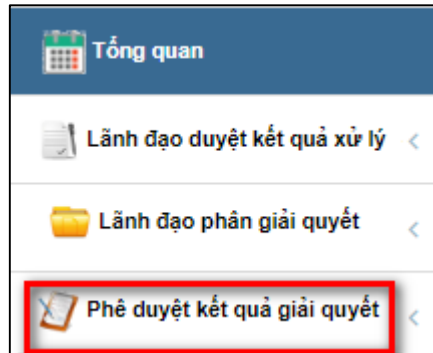 Tổng quan
Lãnh đạo duyệt kết quả xử lý
Lãnh đạo phân giải quyết
Phê duyệt kết quả giải quyết